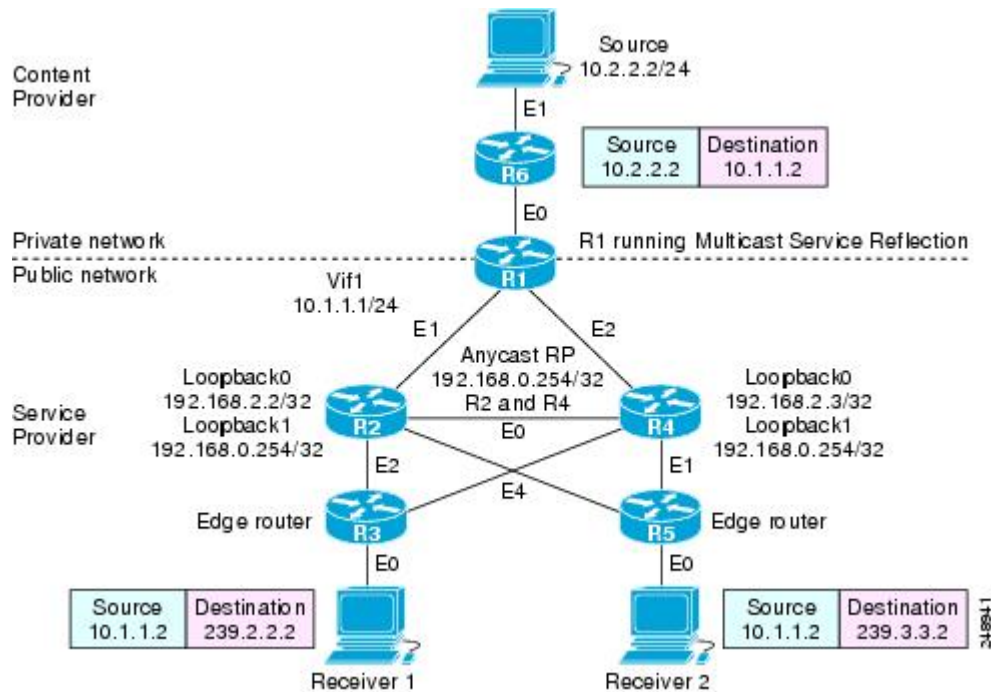 Source
10.2.2.2/24
Content
Provider
E1
Source
10.2.2.2
Destination
10.1.1.2
R6
E0
Private network
R1 running Multicast Service Reflection
Public network
R1
Vif1
10.1.1.1/24
E1
E2
Anycast RP
192.168.0.254/32
R2 and R4
Loopback0
192.168.2.2/32
Loopback1
192.168.0.254/32
Loopback0
192.168.2.3/32
Loopback1
192.168.0.254/32
Service
Provider
R2
E0
R4
E2
E4
E1
Edge router
R3
R5
Edge router
E0
E0
Source
10.1.1.2
Destination
239.2.2.2
Source
10.1.1.2
Destination
239.3.3.2
Receiver 1
Receiver 2
248941